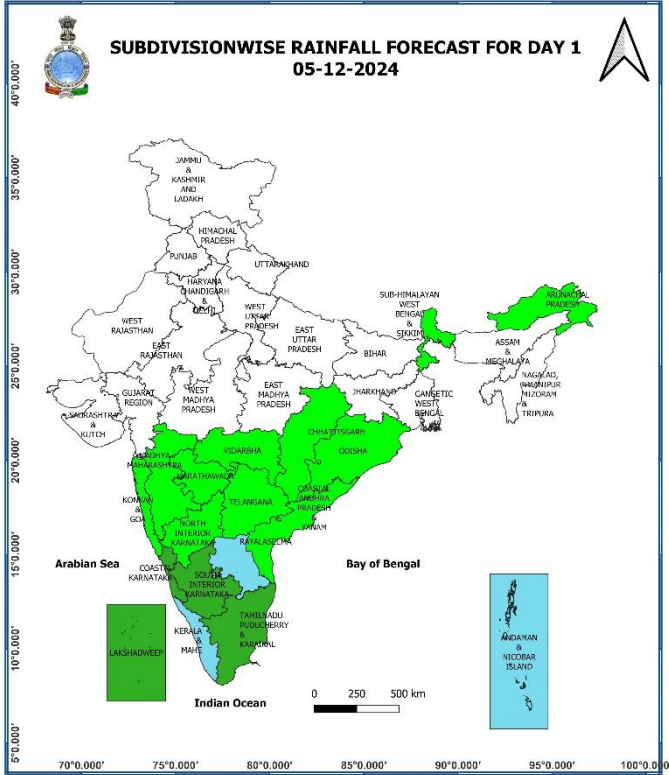 SUBDIVISIONWISE RAINFALL FORECAST FOR DAY 1
05-12-2024
40°0.000'
35°0.000'
30°0.000'
25°0.000'
20°0.000'
15°0.000'
10°0.000'
5°0.000'
JAMMU
&
KASHMIR
AND
LADAKH
HIMACHAL
PRADESH
PUNJAB
UTTARAKHAND
HARYANA
CHANDIGARH
&
DELHI
WEST
UTTAR
PRADESH
WEST
RAJASTHAN
EAST
RAJASTHAN
EAST
UTTAR
PRADESH
SUB-HIMALAYAN
WEST
BENGAL
&
SIKKIM
ARUNACHAL
PRADESH
ASSAM
&
MEGHALAYA
NAGALAD,
MANIPUR
MIZORAM
&
TRIPURA
BIHAR
JHARKHAND
GANGETIC
WEST
BENGAL
GUJARAT
REGION
SAURASHTRA
&
KUTCH
WEST
MADHYA
PRADESH
EAST
MADHYA
PRADESH
CHHATTISGARH
ODISHA
VIDARBHA
MADHYA
MAHARASHTRA
MARATHAWADA
KONKAN
&
GOA
TELANGANA
COASTAL
ANDHRA
PRADESH
&
YANAM
NORTH
INTERIOR
KARNATAKA
RAYALASEEMA
COASTAL
KARNATAKA
SOUTH
INTERIOR
KARNATAKA
TAMILNADU
PUDUCHERRY
&
KARAIKAL
KERALA
&
MAHE
LAKSHADWEEP
ANDAMAN
&
NICOBAR
ISLAND
Arabian Sea
Bay of Bengal
Indian Ocean
0 250 500 km
70°0.000' 75°0.000' 80°0.000' 85°0.000' 90°0.000' 95°0.000' 100°0.000'